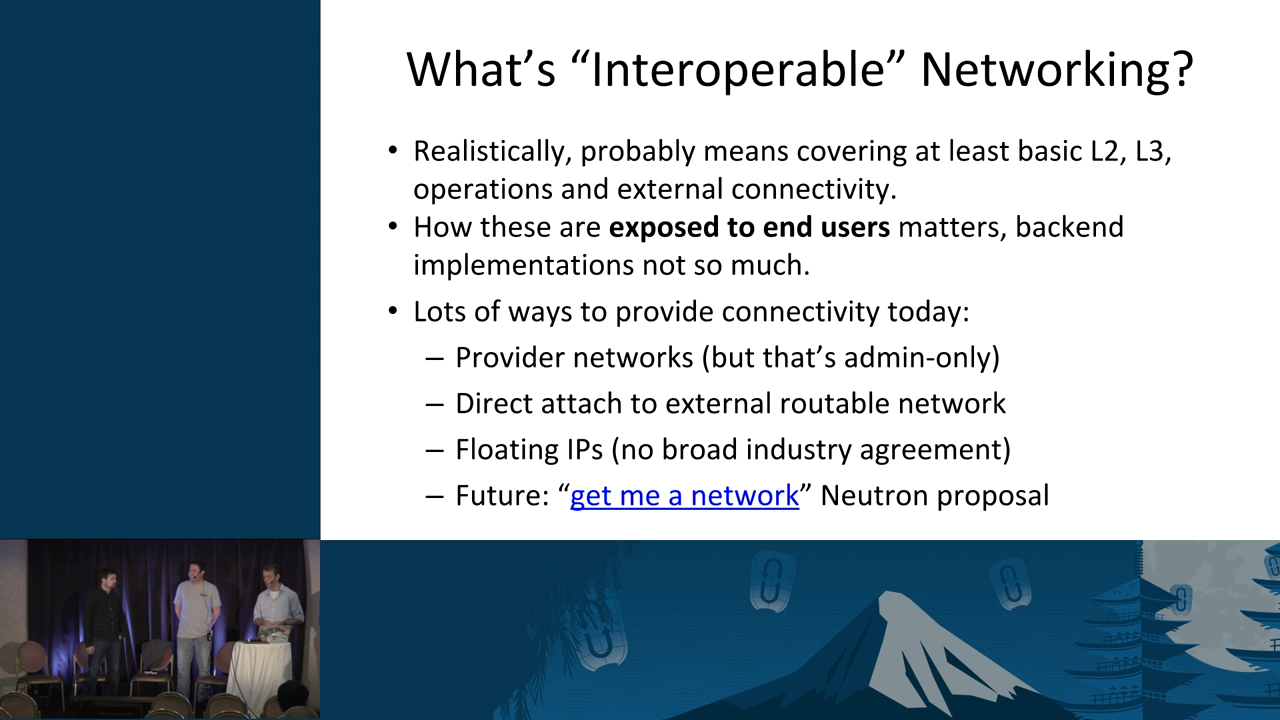 What’s “Interoperable” Networking?
• Realistically, probably means covering at least basic L2, L3,
operations and external connectivity.
• How these are exposed to end users matters, backend
implementations not so much.
• Lots of ways to provide connectivity today:
– Provider networks (but that’s admin-only)
– Direct attach to external routable network
– Floating IPs (no broad industry agreement)
– Future: “get me a network” Neutron proposal